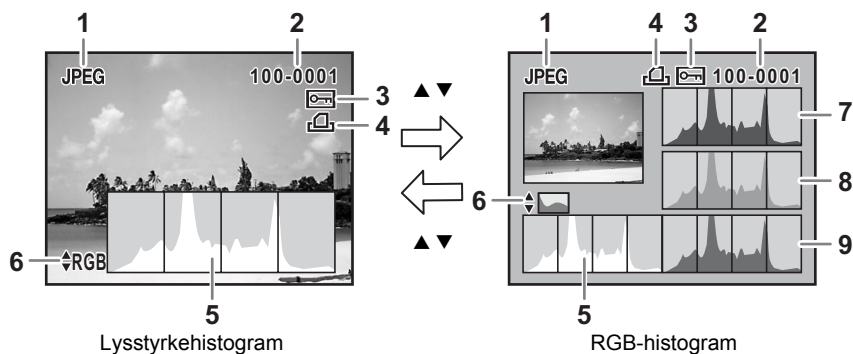 1 2 1 4 3 2
JPEG 100-0001 JPEG 100-0001
3
4
▲▼ 7
8
6
6 RGB ▲▼ 9
5 5
Lysstyrkehistogram RGB-histogram